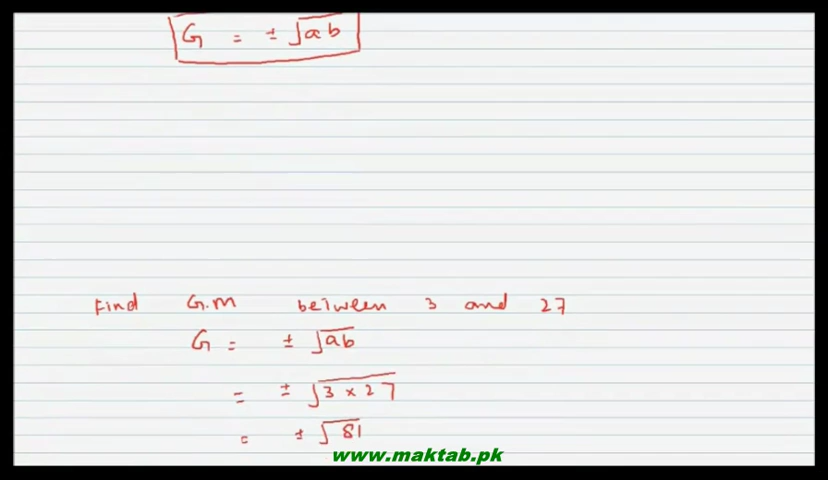 G = ± √ab
Find G.M between 3 and 27
G = ± √ab
= ± √3 × 27
= ± √81
www.maktab.pk